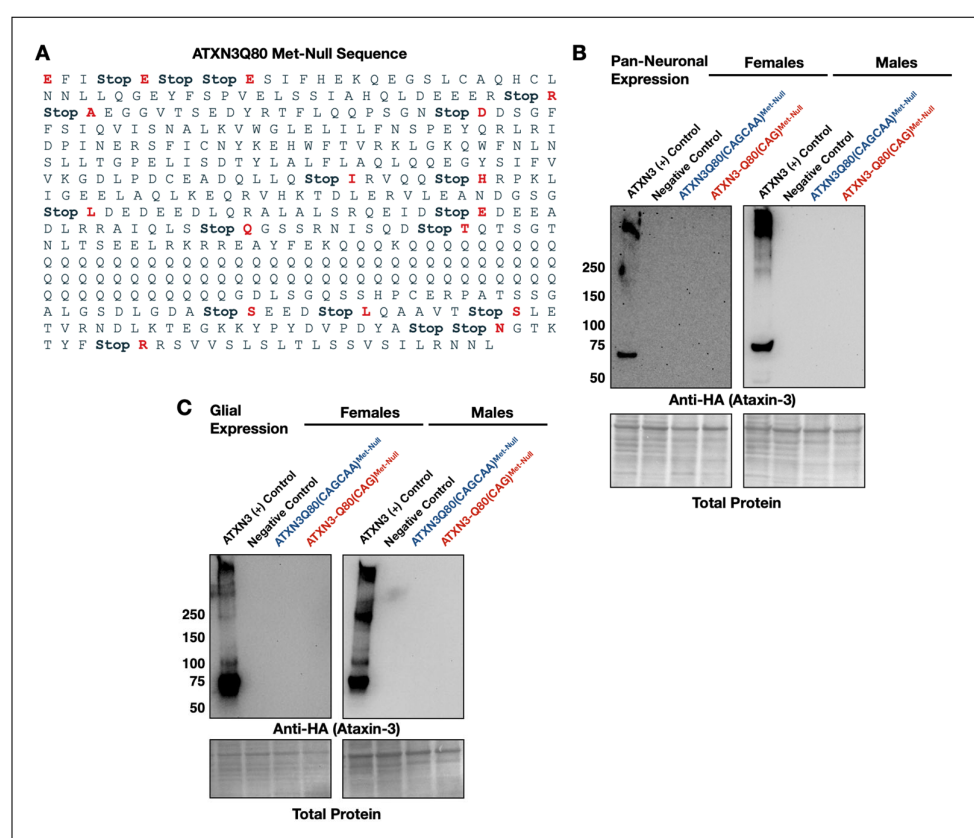 A
ATXN3Q80 Met-Null Sequence
E F I Stop E Stop Stop E S I F H E K Q E G S L C A Q H C L
N N L L Q G E Y F S P V E L S S I A H Q L D E E E R Stop R
Stop A E G G V T S E D Y R T F L Q Q P S G N Stop D D S G F
F S I Q V I S N A L K V W G L E L I L F N S P E Y Q R L R I
D P I N E R S F I C N Y K E H W F T V R K L G K Q W F N L N
S L L T G P E L I S D T Y L A L F L A Q L Q Q E G Y S I F V
V K G D L P D C E A D Q L L Q Stop I R V Q Q Stop H R P K L
I G E E L A Q L K E Q R V H K T D L E R V L E A N D G S G
Stop L D E D E E D L Q R A L A L S R Q E I D Stop E D E E A
D L R R A I Q L S Stop Q G S S R N I S Q D Stop T Q T S G T
N L T S E E L R K R R E A Y F E K Q Q Q K Q Q Q Q Q Q Q Q
Q Q Q Q Q Q Q Q Q Q Q Q Q Q Q Q Q Q Q Q Q Q Q Q Q Q Q Q Q Q
Q Q Q Q Q Q Q Q Q Q Q Q Q Q Q Q Q Q Q Q Q Q Q Q Q Q Q Q Q Q
Q Q Q Q Q Q Q Q Q Q Q Q G D L S G Q S S H P C E R P A T S S G
A L G S D L G D A Stop S E E D Stop L Q A A V T Stop S L E
T V R N D L K T E G K K Y P Y D V P D Y A Stop Stop N G T K
T Y F Stop R R S V V S L S L T L S S V S I L R N N L
B
Pan-Neuronal Expression
Females
Males
ATXN3 (+) Control
Negative Control
ATXN3Q80(CAGCAA)Met-Null
ATXN3-Q80(CAG)Met-Null
ATXN3 (+) Control
Negative Control
ATXN3Q80(CAGCAA)Met-Null
ATXN3-Q80(CAG)Met-Null
250
150
100
75
50
Anti-HA (Ataxin-3)
Total Protein
C
Glial Expression
Females
Males
ATXN3 (+) Control
Negative Control
ATXN3Q80(CAGCAA)Met-Null
ATXN3-Q80(CAG)Met-Null
ATXN3 (+) Control
Negative Control
ATXN3Q80(CAGCAA)Met-Null
ATXN3-Q80(CAG)Met-Null
250
150
100
75
50
Anti-HA (Ataxin-3)
Total Protein